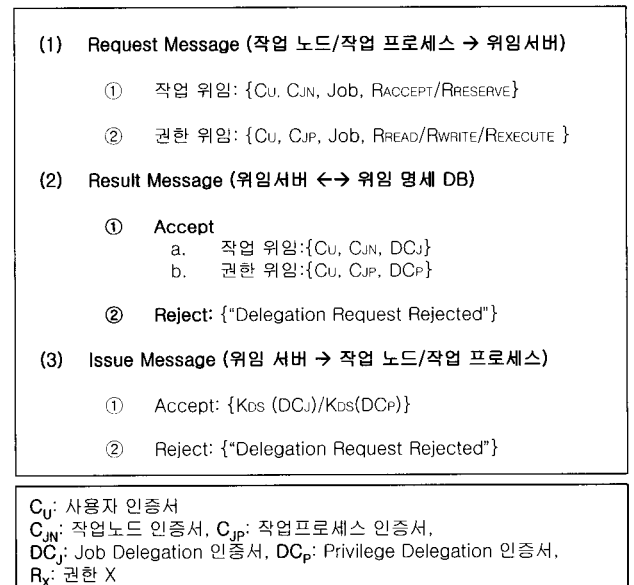 (1) Request Message (작업 노드/작업 프로세스 → 위임서버)
① 작업 위임: {CU, CJN, Job, RACCEPT/RRESERVE}
② 권한 위임: {CU, CJP, Job, RREAD/RWRITE/REXECUTE }
(2) Result Message (위임서버 ←→ 위임 명세 DB)
① Accept
a. 작업 위임:{CU, CJN, DCJ}
b. 권한 위임:{CU, CJP, DCP}
② Reject: {"Delegation Request Rejected"}
(3) Issue Message (위임 서버 → 작업 노드/작업 프로세스)
① Accept: {KDS (DCJ)/KDS(DCP)}
② Reject: {"Delegation Request Rejected"}
CU: 사용자 인증서
CJN: 작업노드 인증서, CJP: 작업프로세스 인증서,
DCJ: Job Delegation 인증서, DCP: Privilege Delegation 인증서,
RX: 권한 X